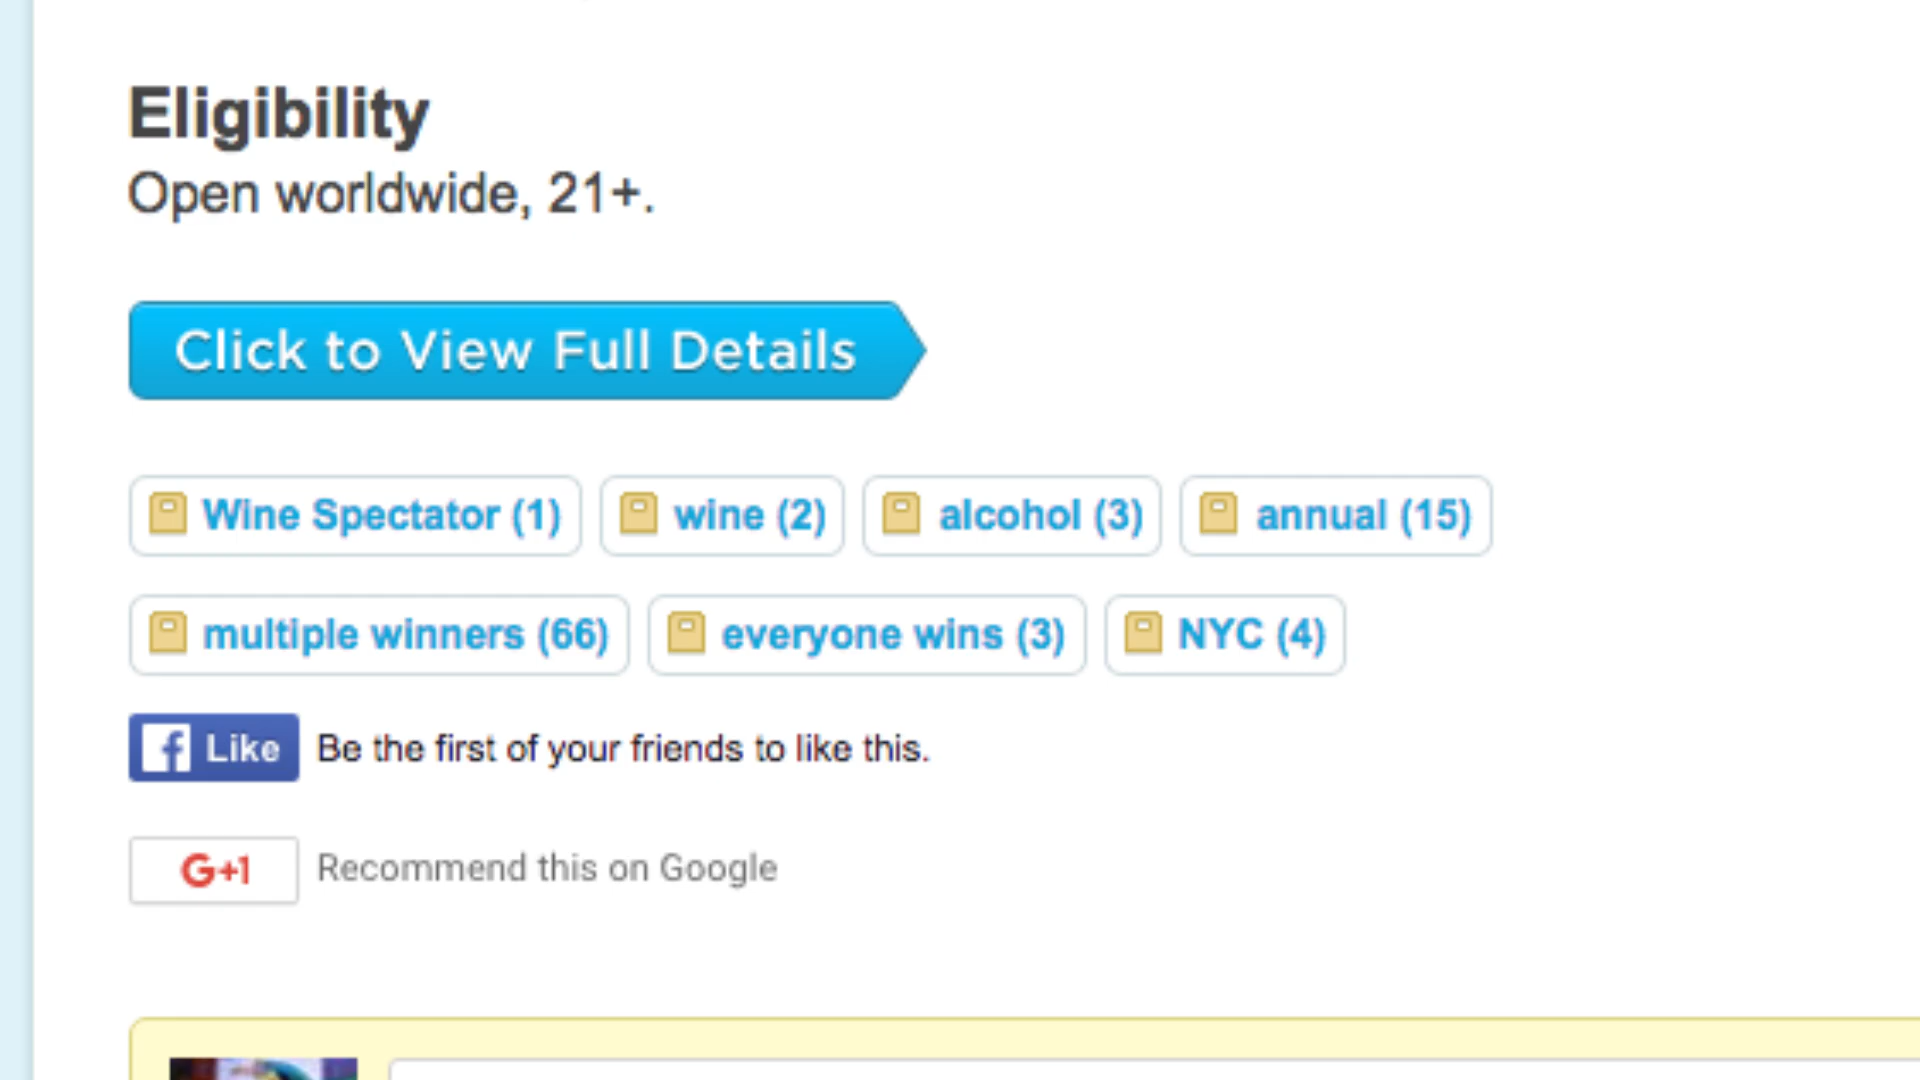 Eligibility
Open worldwide, 21+.
Click to View Full Details
Wine Spectator (1) wine (2) alcohol (3) annual (15)
multiple winners (66) everyone wins (3) NYC (4)
f Like Be the first of your friends to like this.
G+1 Recommend this on Google